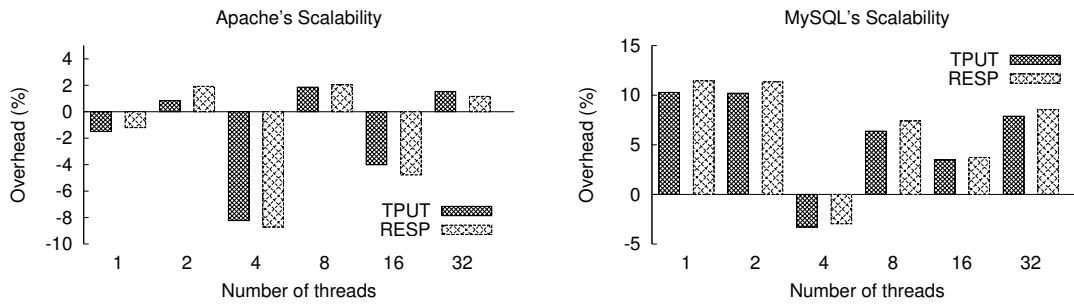 Apache's Scalability
4
2
0
-2
-4
-6
-8
-10
Overhead (%)
TPUT
RESP
1 2 4 8 16 32
Number of threads
MySQL's Scalability
15
10
5
0
-5
Overhead (%)
TPUT
RESP
1 2 4 8 16 32
Number of threads